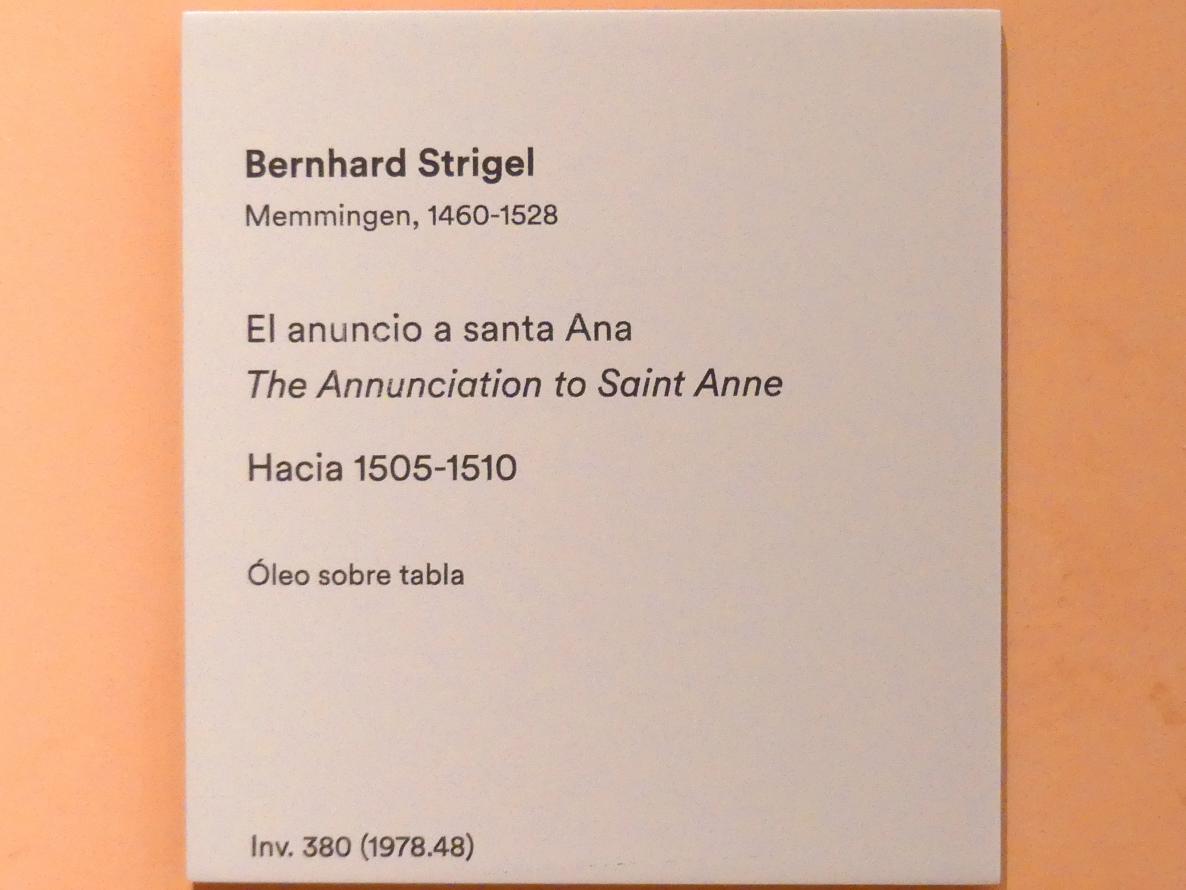 Bernhard Strigel
Memmingen, 1460-1528
El anuncio a santa Ana
The Annunciation to Saint Anne
Hacia 1505-1510
Óleo sobre tabla
Inv. 380 (1978.48)